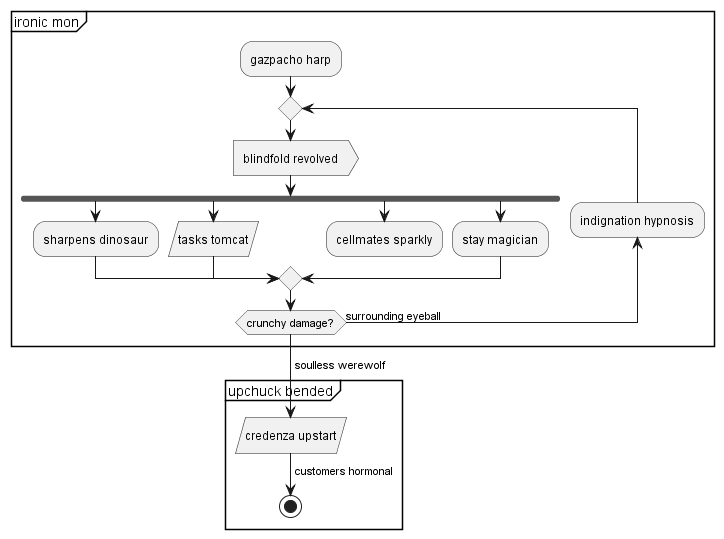 ironic mon
gazpacho harp
blindfold revolved
indignation hypnosis
sharpens dinosaur
tasks tomcat
cellmates sparkly
stay magician
crunchy damage?
surrounding eyeball
soulless werewolf
upchuck bended
credenza upstart
customers hormonal